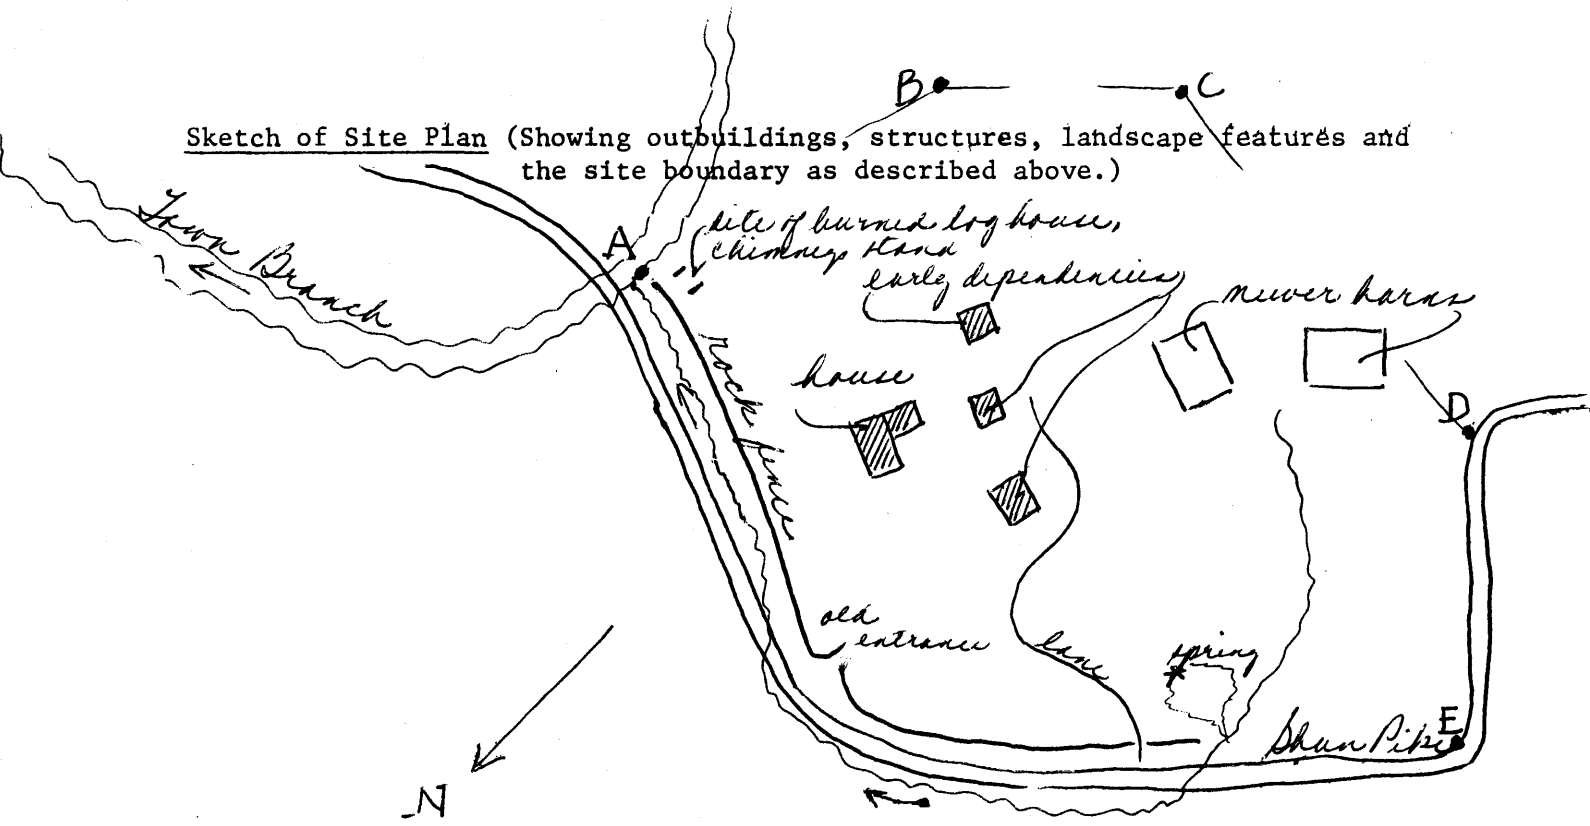 B
C
Sketch of Site Plan (Showing outbuildings, structures, landscape features and
the site boundary as described above.)
Town Branch
A
site of burned log house,
chimneys stand
early dependencies
newer barns
house
rock fence
D
old
entrance
lane
spring
Shun Pike
E
N